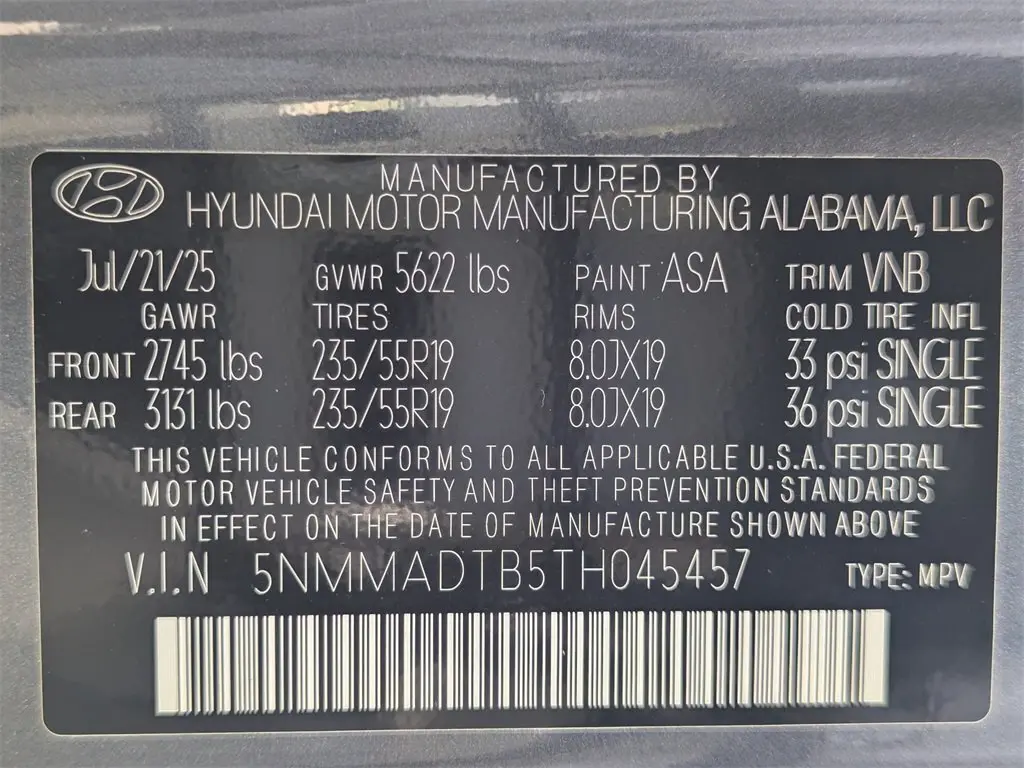 MANUFACTURED BY
HYUNDAI MOTOR MANUFACTURING ALABAMA, LLC
Jul/21/25 GVWR 5622 lbs PAINT ASA TRIM VNB
GAWR TIRES RIMS COLD TIRE INFL
FRONT 2745 lbs 235/55R19 8.0JX19 33 psi SINGLE
REAR 3131 lbs 235/55R19 8.0JX19 36 psi SINGLE
THIS VEHICLE CONFORMS TO ALL APPLICABLE U.S.A. FEDERAL
MOTOR VEHICLE SAFETY AND THEFT PREVENTION STANDARDS
IN EFFECT ON THE DATE OF MANUFACTURE SHOWN ABOVE
V.I.N 5NMMADTB5TH045457 TYPE: MPV